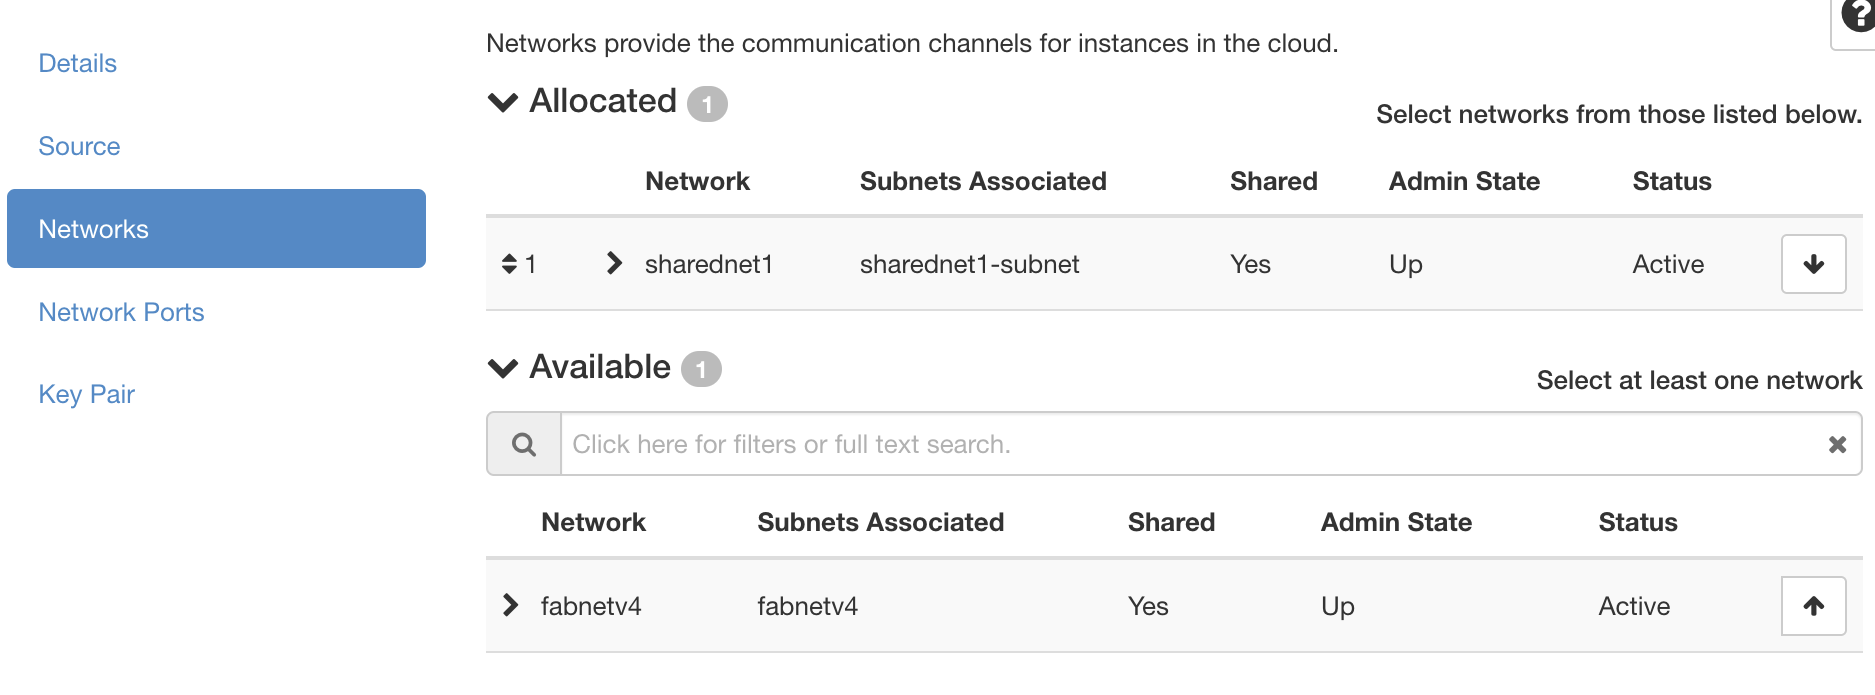 Networks provide the communication channels for instances in the cloud.
?
Details
Allocated 1
Select networks from those listed below.
Source
Network Subnets Associated Shared Admin State Status
Networks
1 sharednet1 sharednet1-subnet Yes Up Active
Network Ports
Available 1
Select at least one network
Key Pair
Click here for filters or full text search.
Network Subnets Associated Shared Admin State Status
fabnetv4 fabnetv4 Yes Up Active